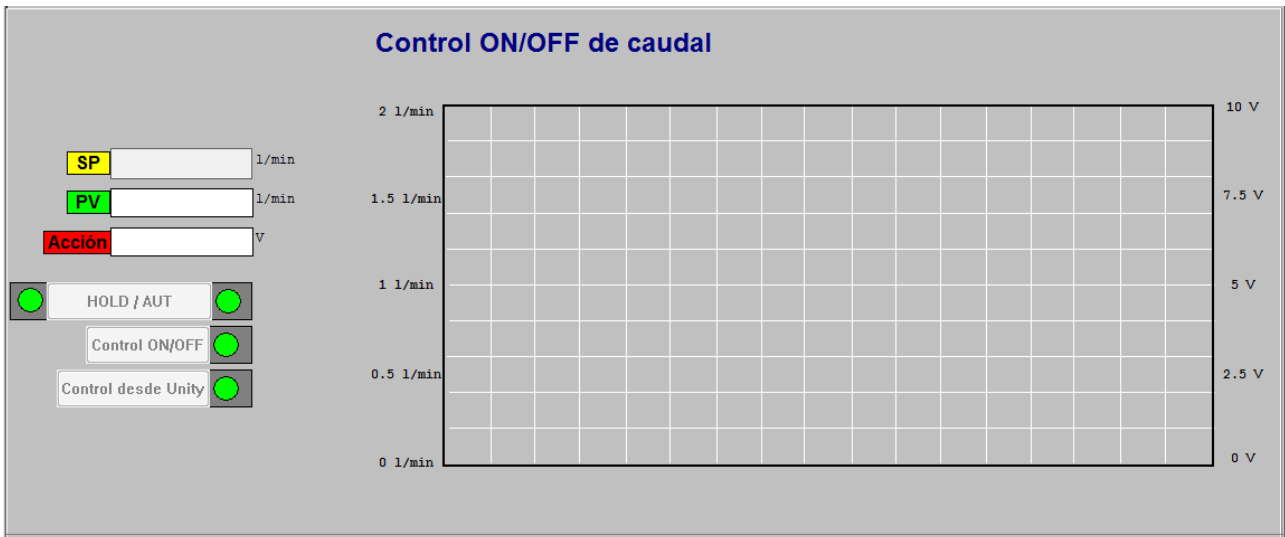 Control ON/OFF de caudal
SP l/min
PV l/min
Acción V
HOLD / AUT
Control ON/OFF
Control desde Unity
2 l/min
1.5 l/min
1 l/min
0.5 l/min
0 l/min
10 V
7.5 V
5 V
2.5 V
0 V